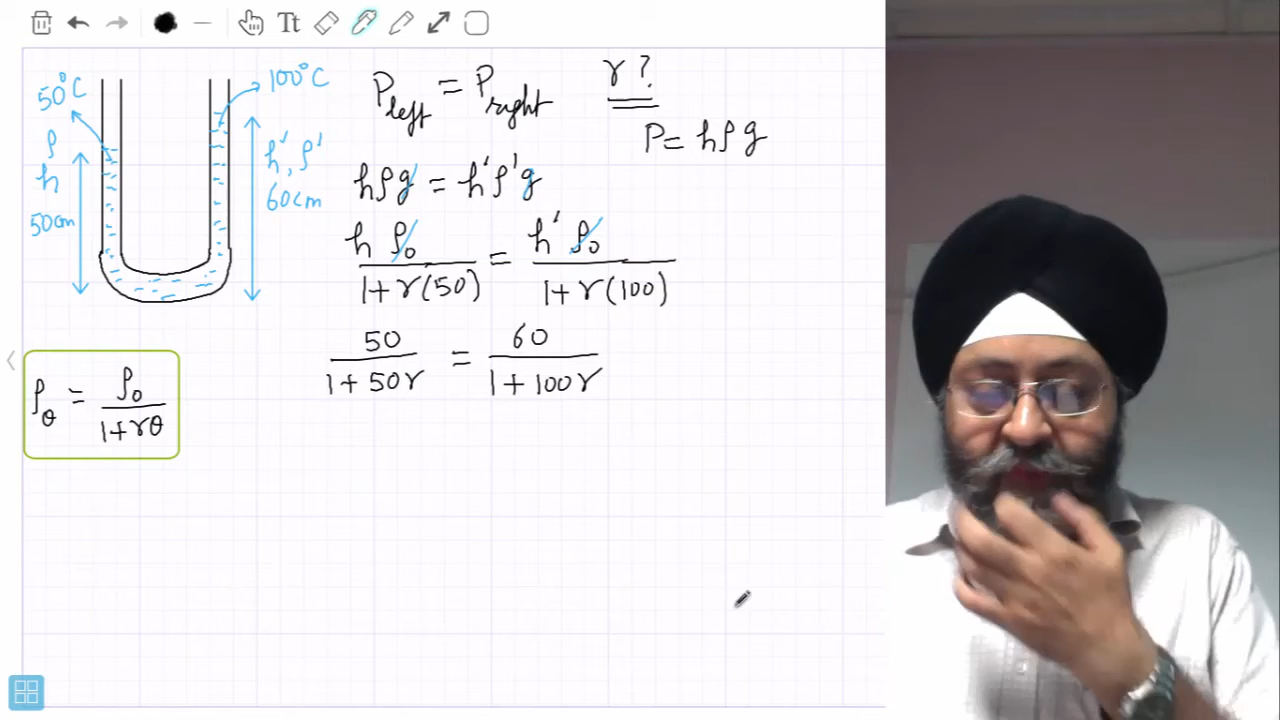 Tt
50°C
ρ
h
50cm
100°C
h', ρ'
60cm
P_left = P_right
γ ?
P = hρg
hρg = h'ρ'g
h ρ₀ / 1+γ(50) = h' ρ₀ / 1+γ(100)
50 / 1+50γ = 60 / 1+100γ
ρ_θ = ρ₀ / 1+γθ